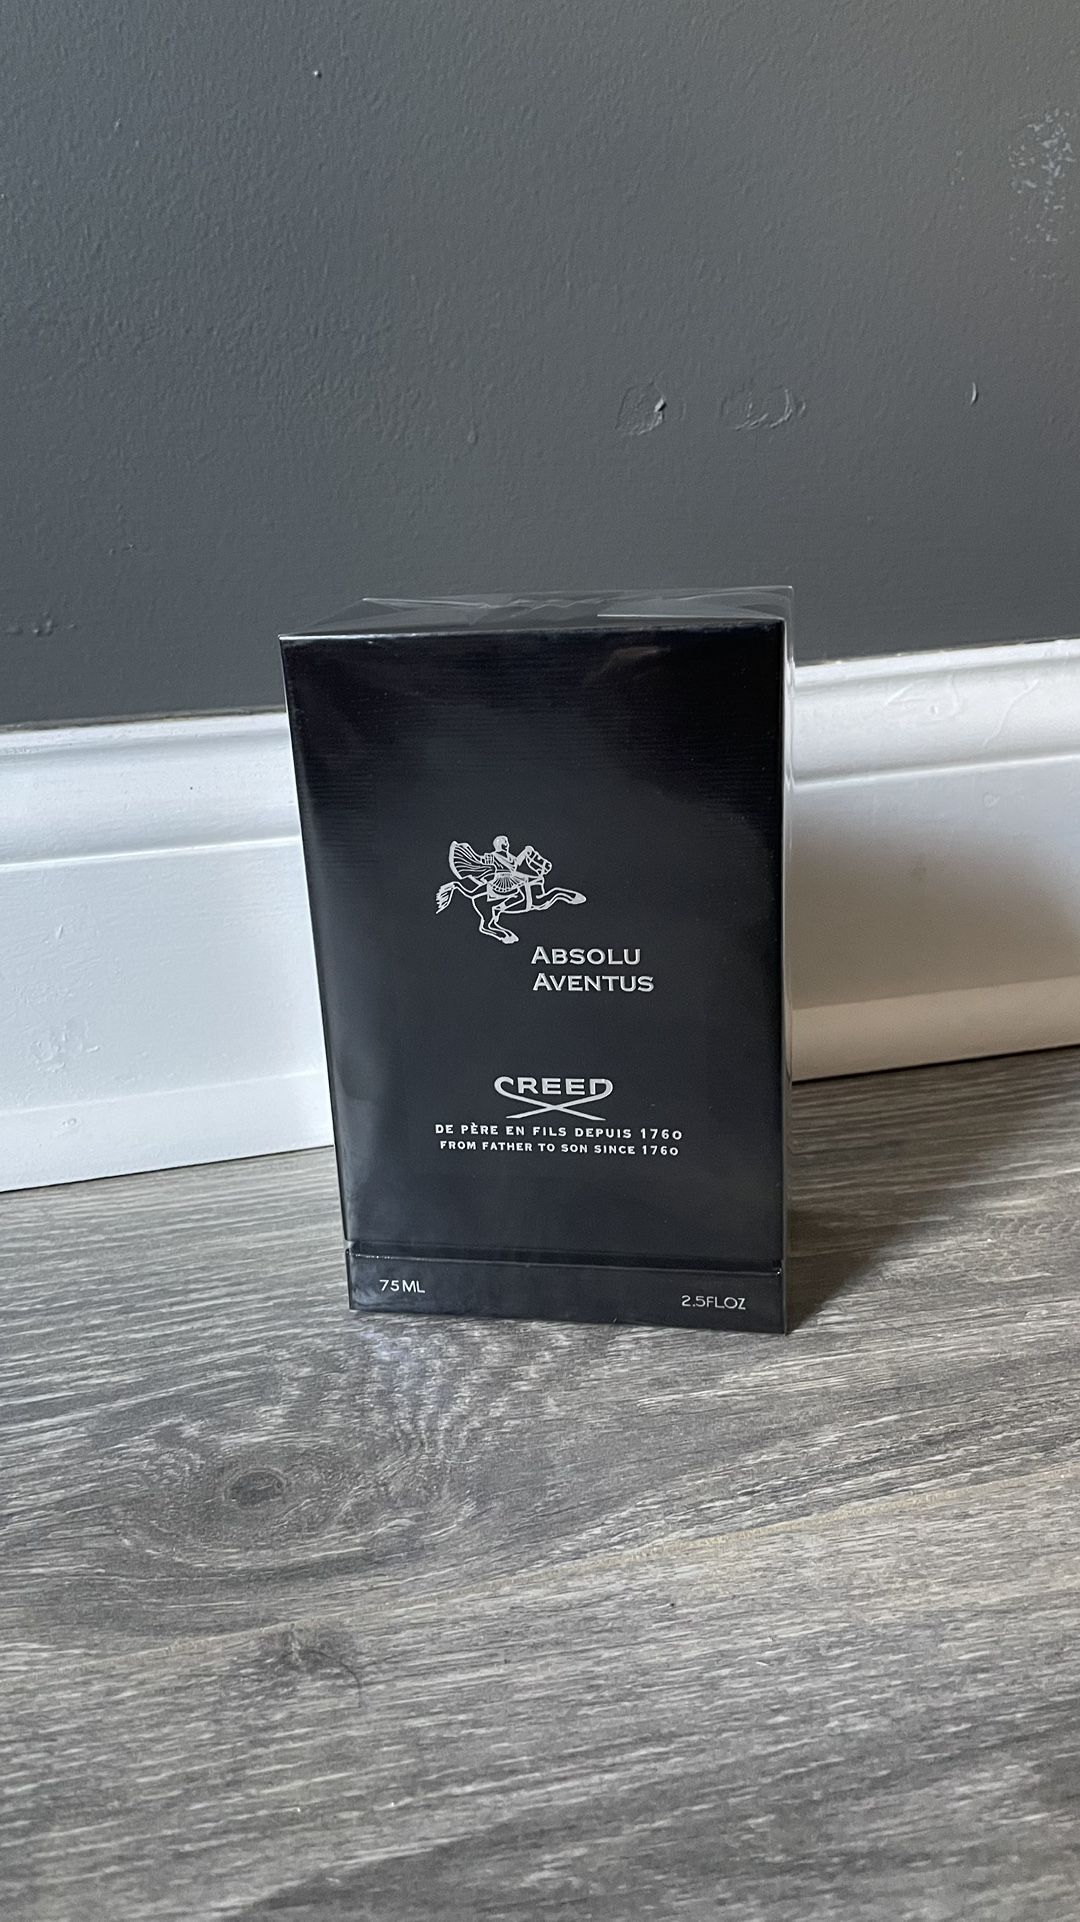 ABSOLU
AVENTUS
CREED
DE PÈRE EN FILS DEPUIS 1760
FROM FATHER TO SON SINCE 1760
75ML
2.5FLOZ